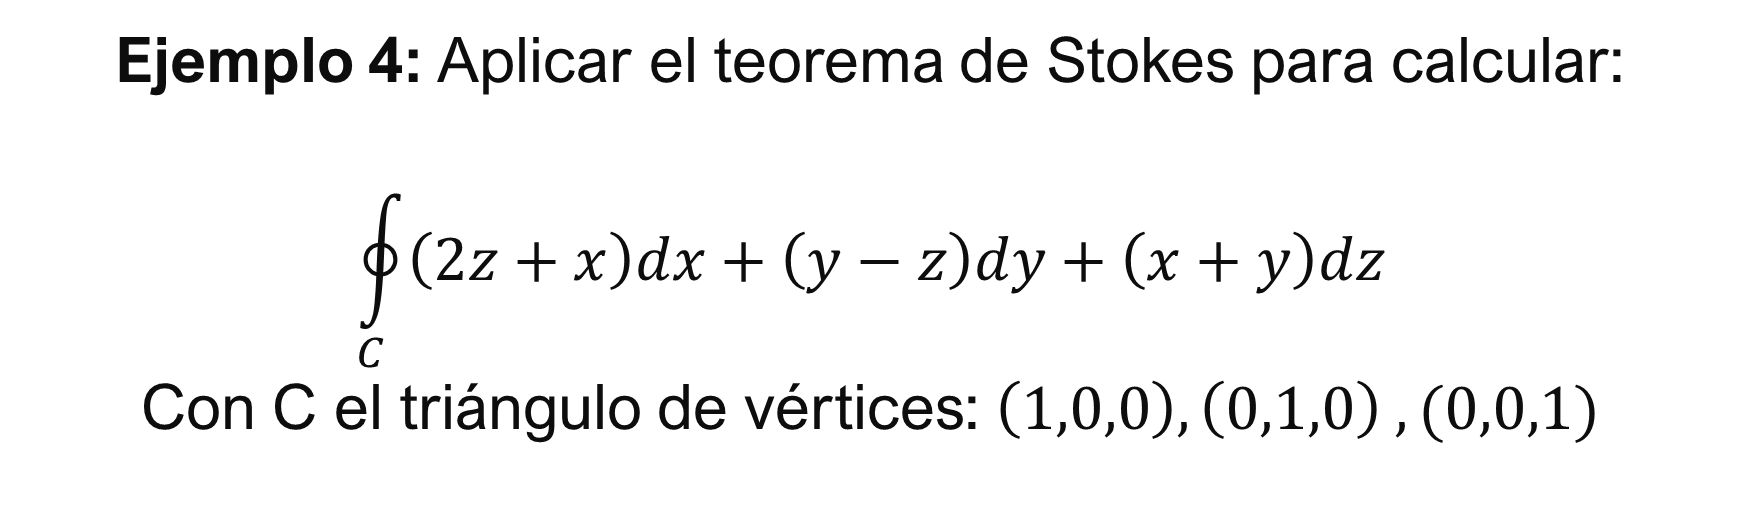 Ejemplo 4: Aplicar el teorema de Stokes para calcular:
∮(2z + x)dx + (y − z)dy + (x + y)dz
C
Con C el triángulo de vértices: (1,0,0), (0,1,0) , (0,0,1)